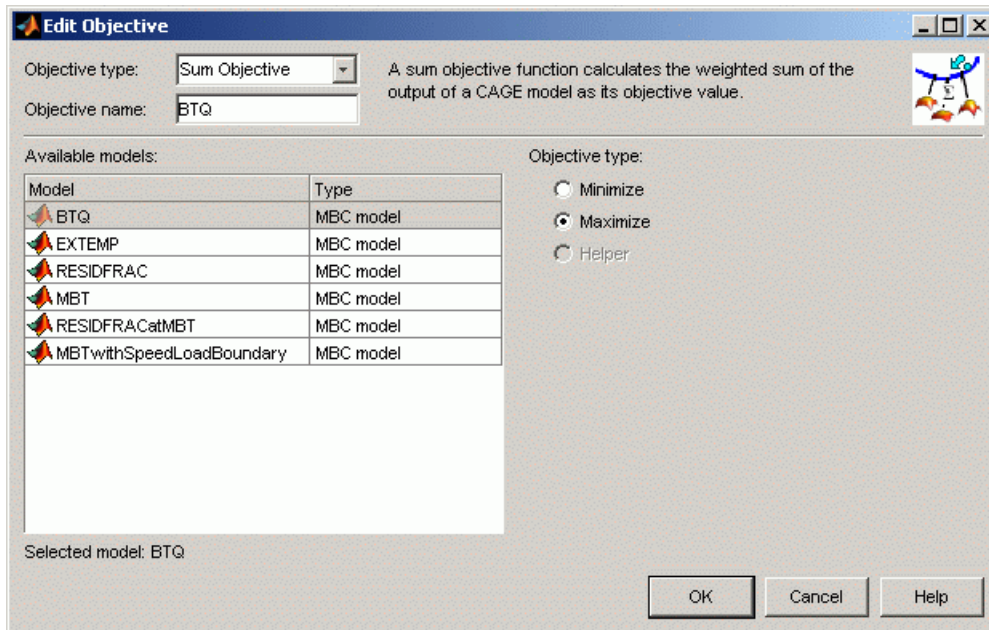 Edit Objective
Objective type: Sum Objective
A sum objective function calculates the weighted sum of the
output of a CAGE model as its objective value.
Objective name: BTQ
Available models:
Model Type
BTQ MBC model
EXTEMP MBC model
RESIDFRAC MBC model
MBT MBC model
RESIDFRACatMBT MBC model
MBTwithSpeedLoadBoundary MBC model
Selected model: BTQ
Objective type:
Minimize
Maximize
Helper
OK Cancel Help